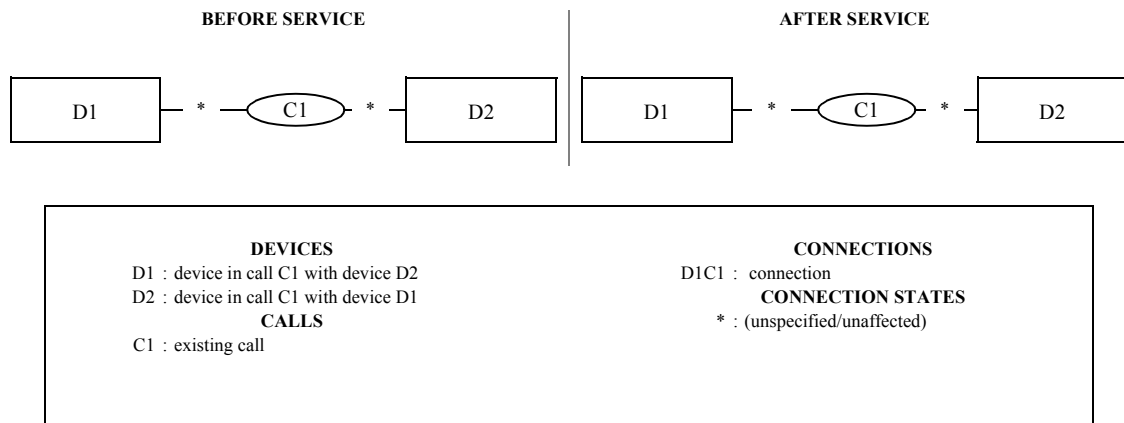 BEFORE SERVICE
AFTER SERVICE
D1 * C1 * D2
D1 * C1 * D2
DEVICES
D1 : device in call C1 with device D2
D2 : device in call C1 with device D1
CALLS
C1 : existing call
CONNECTIONS
D1C1 : connection
CONNECTION STATES
* : (unspecified/unaffected)